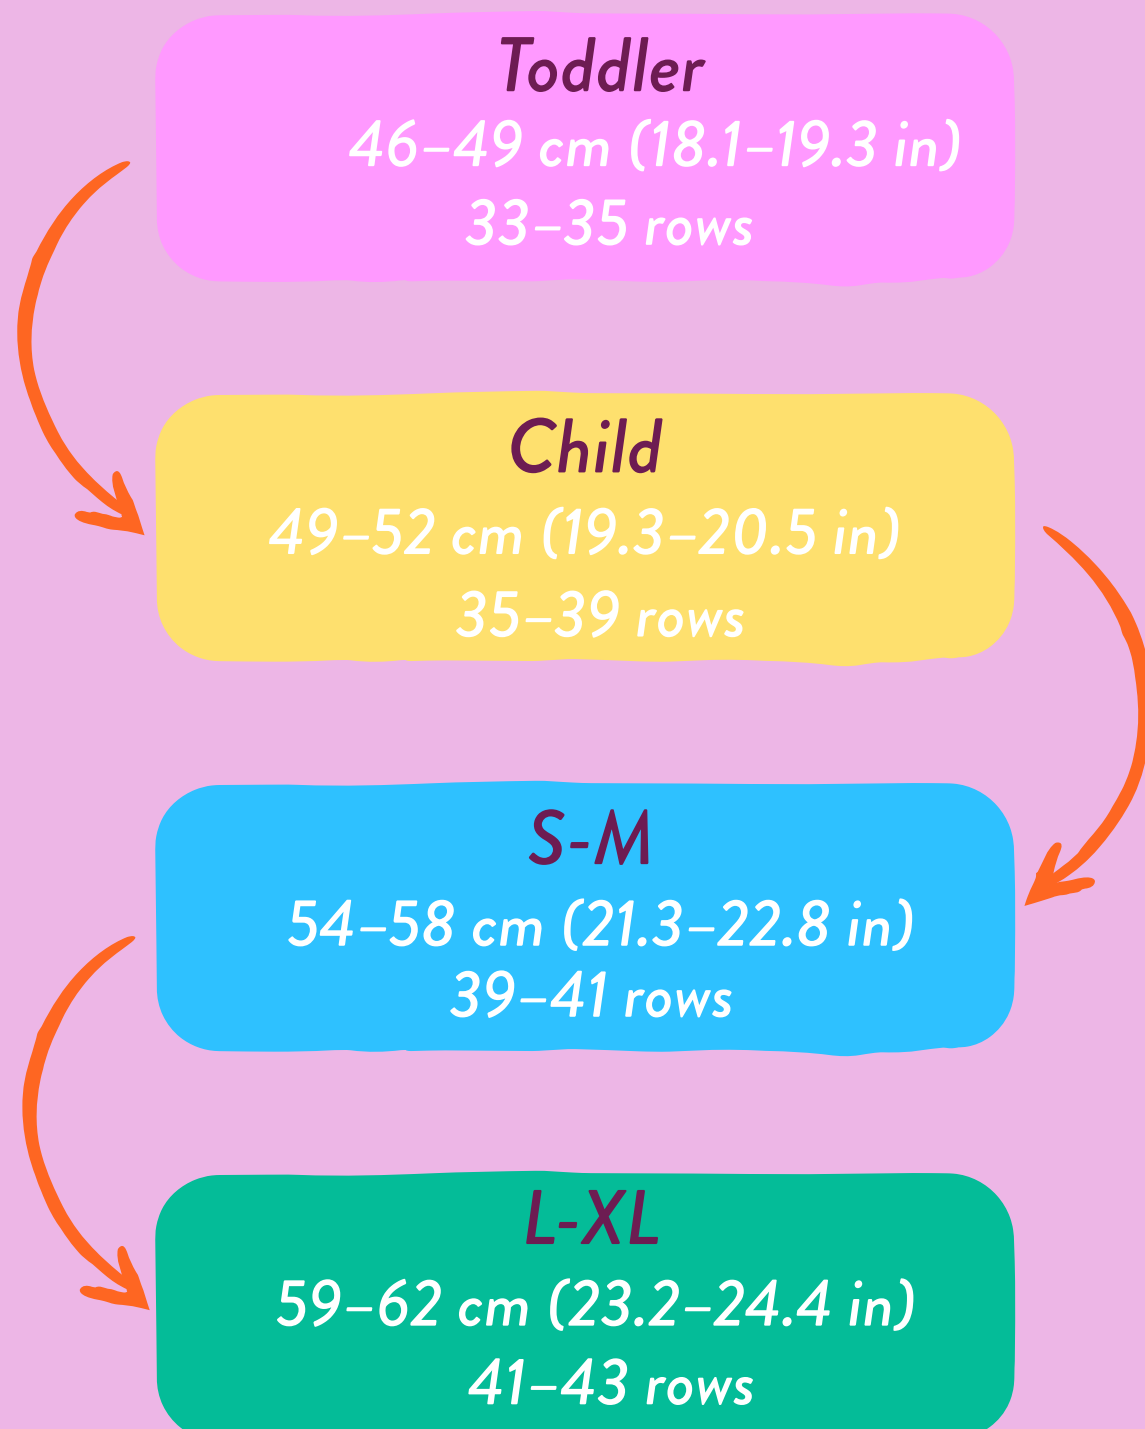 Toddler
46–49 cm (18.1–19.3 in)
33–35 rows
Child
49–52 cm (19.3–20.5 in)
35–39 rows
S-M
54–58 cm (21.3–22.8 in)
39–41 rows
L-XL
59–62 cm (23.2–24.4 in)
41–43 rows